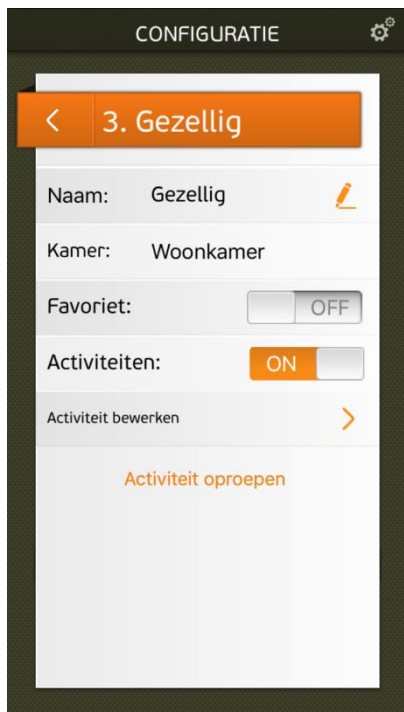 CONFIGURATIE
3. Gezellig
Naam: Gezellig
Kamer: Woonkamer
Favoriet: OFF
Activiteiten: ON
Activiteit bewerken
Activiteit oproepen